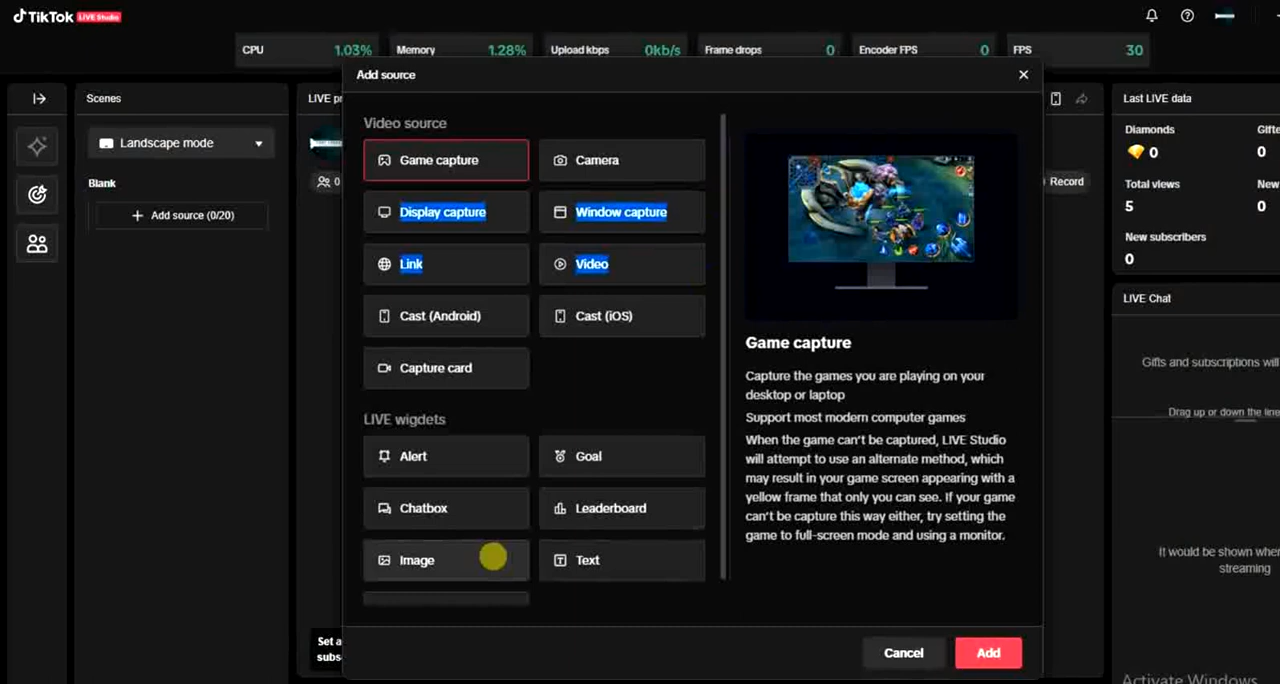 TikTok LIVE Studio
CPU 1.03%
Memory 1.28%
Upload kbps 0kb/s
Frame drops 0
Encoder FPS 0
FPS 30
Scenes
Landscape mode
Blank
+ Add source (0/20)
LIVE pr
0
Record
Set a
subsc
Add source
Video source
Game capture
Camera
Display capture
Window capture
Link
Video
Cast (Android)
Cast (iOS)
Capture card
LIVE wigdets
Alert
Goal
Chatbox
Leaderboard
Image
Text
Game capture
Capture the games you are playing on your
desktop or laptop
Support most modern computer games
When the game can't be captured, LIVE Studio
will attempt to use an alternate method, which
may result in your game screen appearing with a
yellow frame that only you can see. If your game
can't be capture this way either, try setting the
game to full-screen mode and using a monitor.
Cancel
Add
Last LIVE data
Diamonds
Gifte
0
0
Total views
New
5
0
New subscribers
0
LIVE Chat
Gifts and subscriptions will
Drag up or down the line
It would be shown when
streaming
Activate Windows